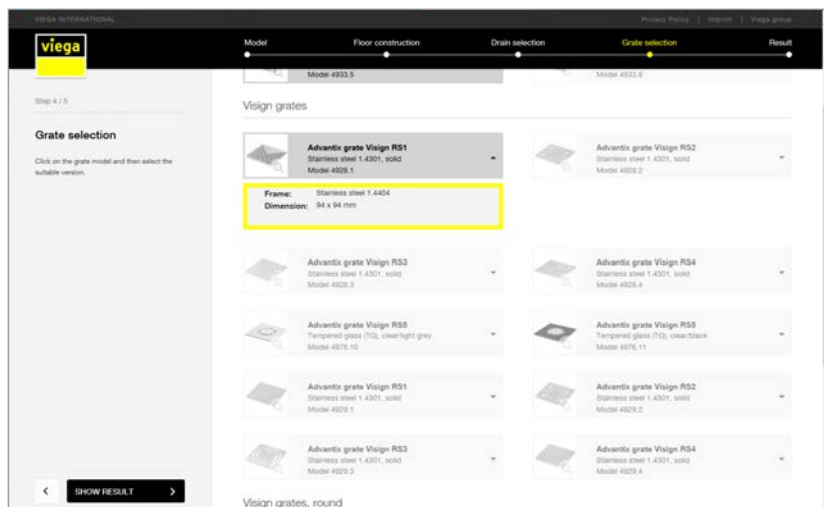 VIEGA INTERNATIONAL
Privacy Policy | Imprint | Viega group
viega
Model Floor construction Drain selection Grate selection Result
Step 4 / 5
Grate selection
Click on the grate model and then select the
suitable version.
Model 4933.5
Model 4933.9
Visign grates
Advantix grate Visign RS1
Stainless steel 1.4301, solid
Model 4928.1
Advantix grate Visign RS2
Stainless steel 1.4301, solid
Model 4928.2
Frame: Stainless steel 1.4404
Dimension: 94 x 94 mm
Advantix grate Visign RS3
Stainless steel 1.4301, solid
Model 4928.3
Advantix grate Visign RS4
Stainless steel 1.4301, solid
Model 4928.4
Advantix grate Visign RS5
Tempered glass (TG), clear/light grey
Model 4976.10
Advantix grate Visign RS5
Tempered glass (TG), clear/black
Model 4976.11
Advantix grate Visign RS1
Stainless steel 1.4301, solid
Model 4929.1
Advantix grate Visign RS2
Stainless steel 1.4301, solid
Model 4929.2
Advantix grate Visign RS3
Stainless steel 1.4301, solid
Model 4929.3
Advantix grate Visign RS4
Stainless steel 1.4301, solid
Model 4929.4
SHOW RESULT
Visign grates, round